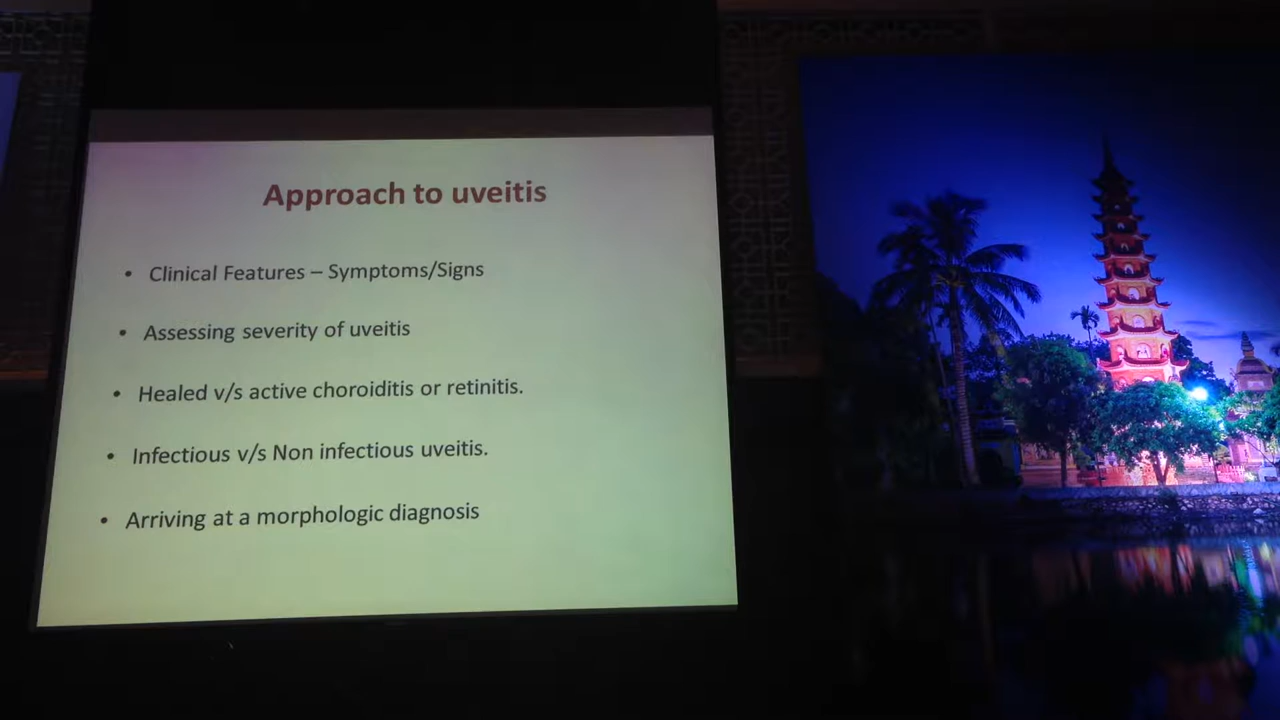 Approach to uveitis
• Clinical Features – Symptoms/Signs
• Assessing severity of uveitis
• Healed v/s active choroiditis or retinitis.
• Infectious v/s Non infectious uveitis.
• Arriving at a morphologic diagnosis